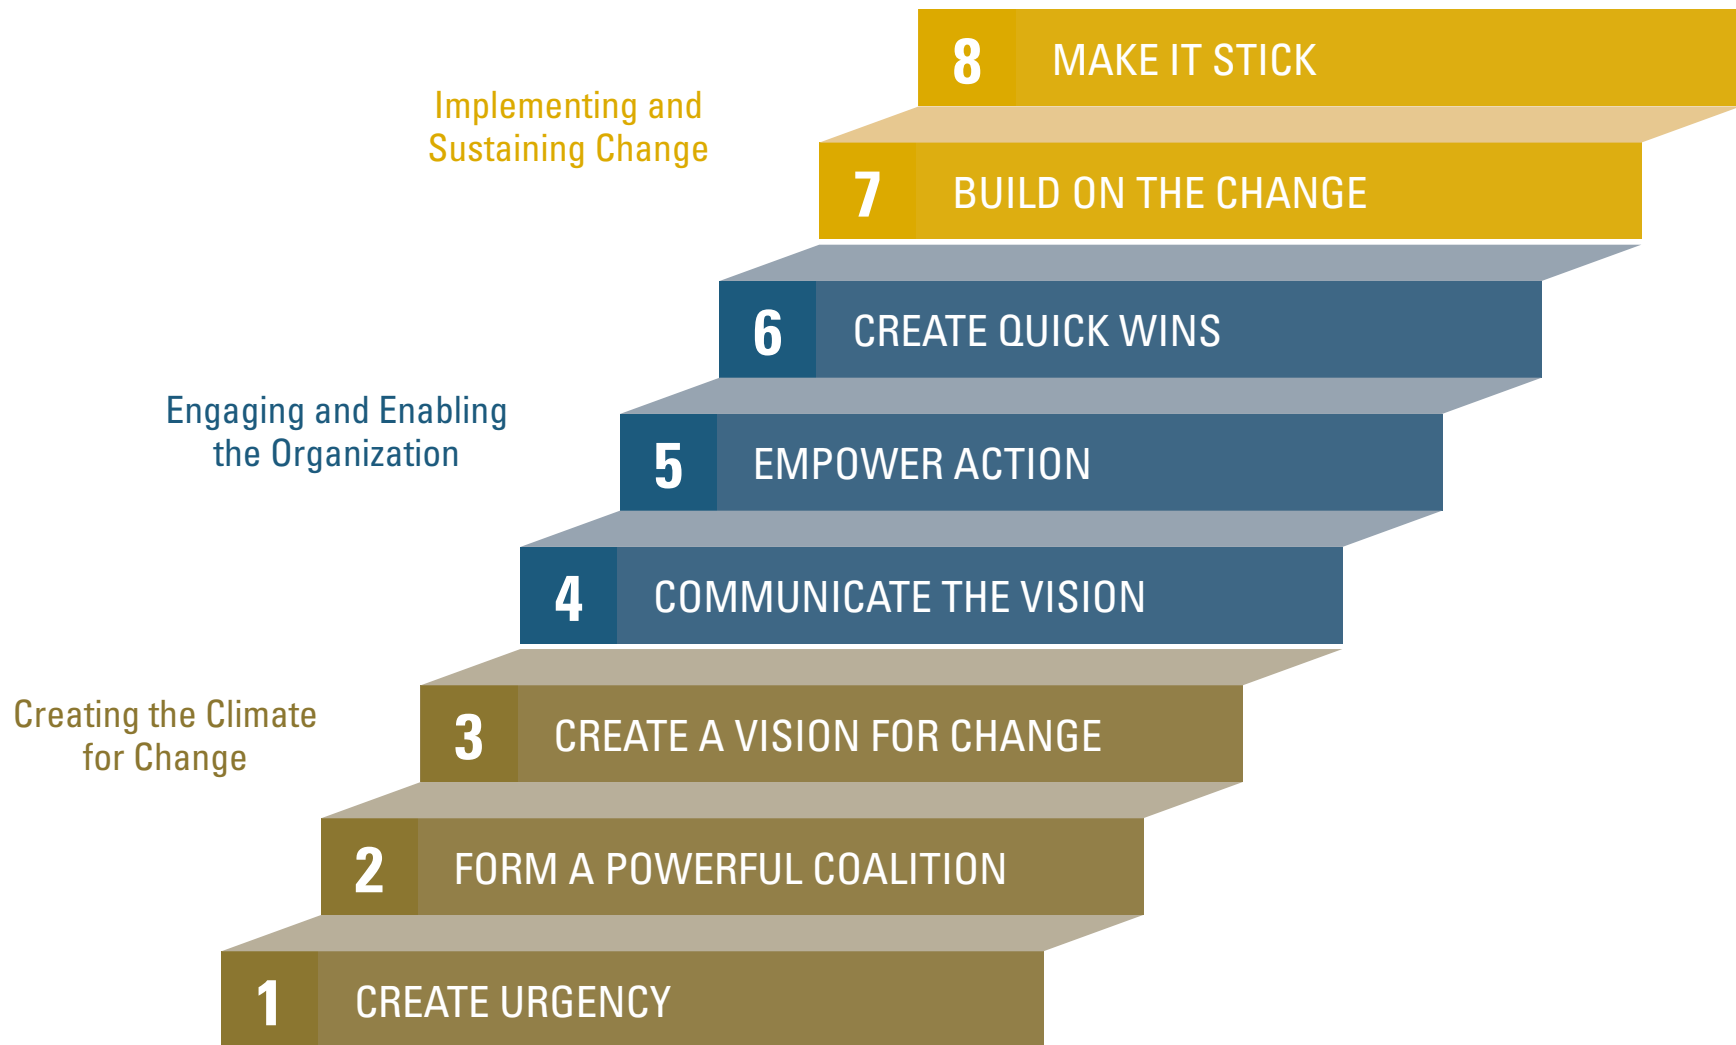 8 MAKE IT STICK
Implementing and
Sustaining Change
7 BUILD ON THE CHANGE
6 CREATE QUICK WINS
Engaging and Enabling
the Organization
5 EMPOWER ACTION
4 COMMUNICATE THE VISION
Creating the Climate
for Change
3 CREATE A VISION FOR CHANGE
2 FORM A POWERFUL COALITION
1 CREATE URGENCY